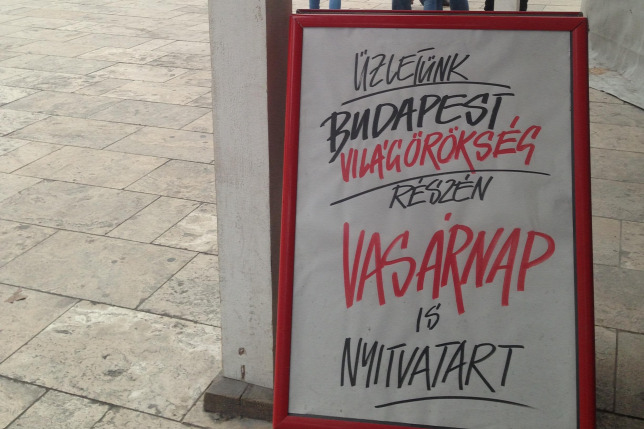 ÜZLETÜNK
BUDAPEST
VILÁGÖRÖKSÉG
RÉSZÉN
VASÁRNAP
IS
NYITVATART